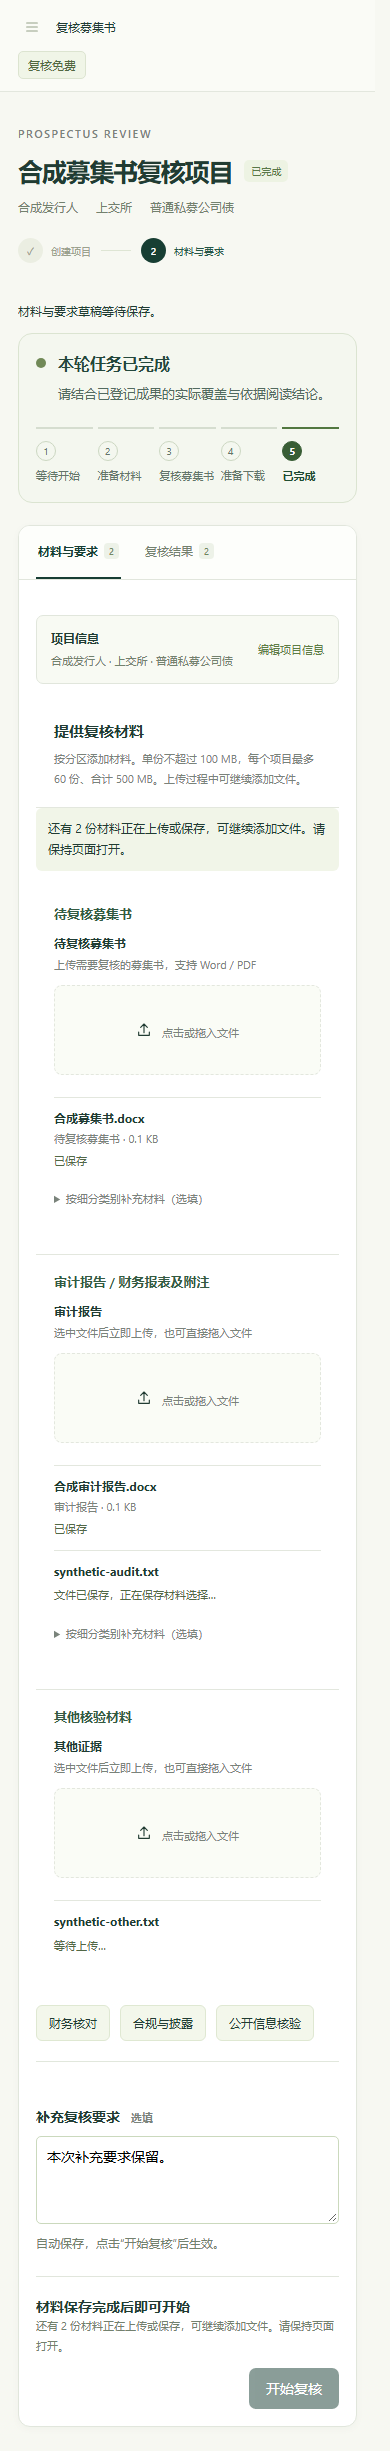 复核募集书
复核免费
PROSPECTUS REVIEW
合成募集书复核项目 已完成
合成发行人 上交所 普通私募公司债
✓ 创建项目 2 材料与要求
材料与要求草稿等待保存。
本轮任务已完成
请结合已登记成果的实际覆盖与依据阅读结论。
1 2 3 4 5
等待开始 准备材料 复核募集书 准备下载 已完成
材料与要求 2 复核结果 2
项目信息
合成发行人 · 上交所 · 普通私募公司债
编辑项目信息
提供复核材料
按分区添加材料。单份不超过 100 MB，每个项目最多
60 份、合计 500 MB。上传过程中可继续添加文件。
还有 2 份材料正在上传或保存，可继续添加文件。请
保持页面打开。
待复核募集书
待复核募集书
上传需要复核的募集书，支持 Word / PDF
点击或拖入文件
合成募集书.docx
待复核募集书 · 0.1 KB
已保存
▶ 按细分类别补充材料（选填）
审计报告 / 财务报表及附注
审计报告
选中文件后立即上传，也可直接拖入文件
点击或拖入文件
合成审计报告.docx
审计报告 · 0.1 KB
已保存
synthetic-audit.txt
文件已保存，正在保存材料选择...
▶ 按细分类别补充材料（选填）
其他核验材料
其他证据
选中文件后立即上传，也可直接拖入文件
点击或拖入文件
synthetic-other.txt
等待上传...
财务核对 合规与披露 公开信息核验
补充复核要求 选填
本次补充要求保留。
自动保存，点击“开始复核”后生效。
材料保存完成后即可开始
还有 2 份材料正在上传或保存，可继续添加文件。请保持页面
打开。
开始复核